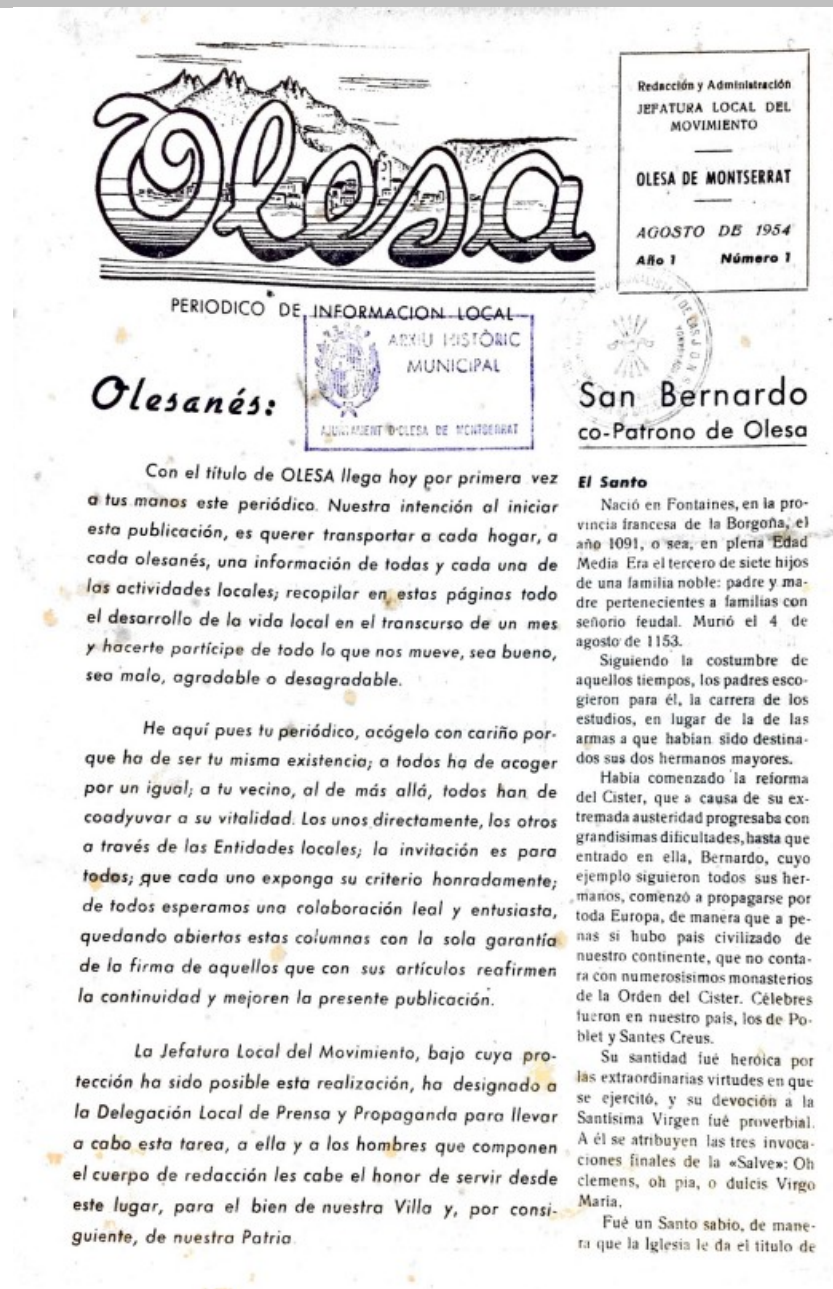 Olesa
PERIODICO DE INFORMACION LOCAL
Redacción y Administración
JEFATURA LOCAL DEL
MOVIMIENTO
OLESA DE MONTSERRAT
AGOSTO DE 1954
Año 1 Número 1
ARXIU HISTÒRIC
MUNICIPAL
AJUNTAMENT D'OLESA DE MONTSERRAT
DE LAS J.O.N.S.
Olesanés:
Con el título de OLESA llega hoy por primera vez
a tus manos este periódico. Nuestra intención al iniciar
esta publicación, es querer transportar a cada hogar, a
cada olesanés, una información de todas y cada una de
las actividades locales; recopilar en estas páginas todo
el desarrollo de la vida local en el transcurso de un mes
y hacerte partícipe de todo lo que nos mueve, sea bueno,
sea malo, agradable o desagradable.
He aquí pues tu periódico, acógelo con cariño por-
que ha de ser tu misma existencia; a todos ha de acoger
por un igual; a tu vecino, al de más allá, todos han de
coadyuvar a su vitalidad. Los unos directamente, los otros
a través de las Entidades locales; la invitación es para
todos; que cada uno exponga su criterio honradamente;
de todos esperamos una colaboración leal y entusiasta,
quedando abiertas estas columnas con la sola garantía
de la firma de aquellos que con sus artículos reafirmen
la continuidad y mejoren la presente publicación.
La Jefatura Local del Movimiento, bajo cuya pro-
tección ha sido posible esta realización, ha designado a
la Delegación Local de Prensa y Propaganda para llevar
a cabo esta tarea, a ella y a los hombres que componen
el cuerpo de redacción les cabe el honor de servir desde
este lugar, para el bien de nuestra Villa y, por consi-
guiente, de nuestra Patria
San Bernardo
co-Patrono de Olesa
El Santo
Nació en Fontaines, en la pro-
vincia francesa de la Borgoña, el
año 1091, o sea, en plena Edad
Media Era el tercero de siete hijos
de una familia noble: padre y ma-
dre pertenecientes a familias con
señorio feudal. Murió el 4 de
agosto de 1153.
Siguiendo la costumbre de
aquellos tiempos, los padres esco-
gieron para él, la carrera de los
estudios, en lugar de la de las
armas a que habían sido destina-
dos sus dos hermanos mayores.
Había comenzado la reforma
del Cister, que a causa de su ex-
tremada austeridad progresaba con
grandísimas dificultades, hasta que
entrado en ella, Bernardo, cuyo
ejemplo siguieron todos sus her-
manos, comenzó a propagarse por
toda Europa, de manera que a pe-
nas si hubo país civilizado de
nuestro continente, que no conta-
ra con numerosísimos monasterios
de la Orden del Cister. Célebres
fueron en nuestro país, los de Po-
blet y Santes Creus.
Su santidad fué heróica por
las extraordinarias virtudes en que
se ejercitó, y su devoción a la
Santísima Virgen fué proverbial.
A él se atribuyen las tres invoca-
ciones finales de la «Salve»: Oh
clemens, oh pia, o dulcis Virgo
Maria.
Fué un Santo sabio, de mane-
ra que la Iglesia le da el título de